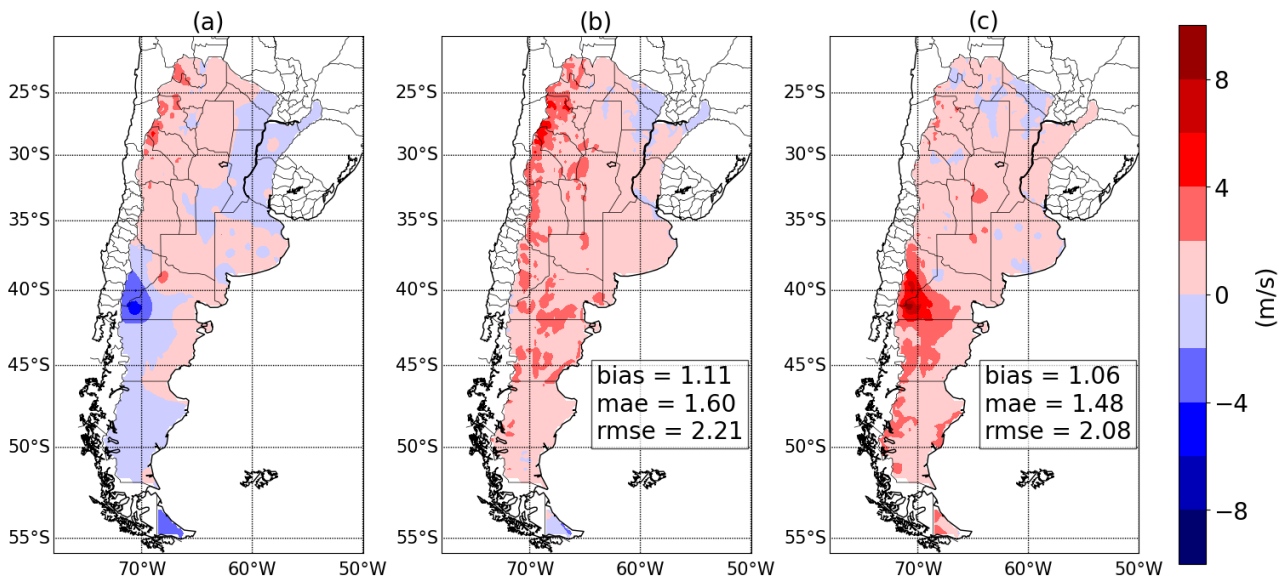 (a)
(b)
(c)
25°S
30°S
35°S
40°S
45°S
50°S
55°S
70°W
60°W
50°W
25°S
30°S
35°S
40°S
45°S
50°S
55°S
bias = 1.11
mae = 1.60
rmse = 2.21
70°W
60°W
50°W
25°S
30°S
35°S
40°S
45°S
50°S
55°S
bias = 1.06
mae = 1.48
rmse = 2.08
70°W
60°W
50°W
8
4
0
−4
−8
(m/s)